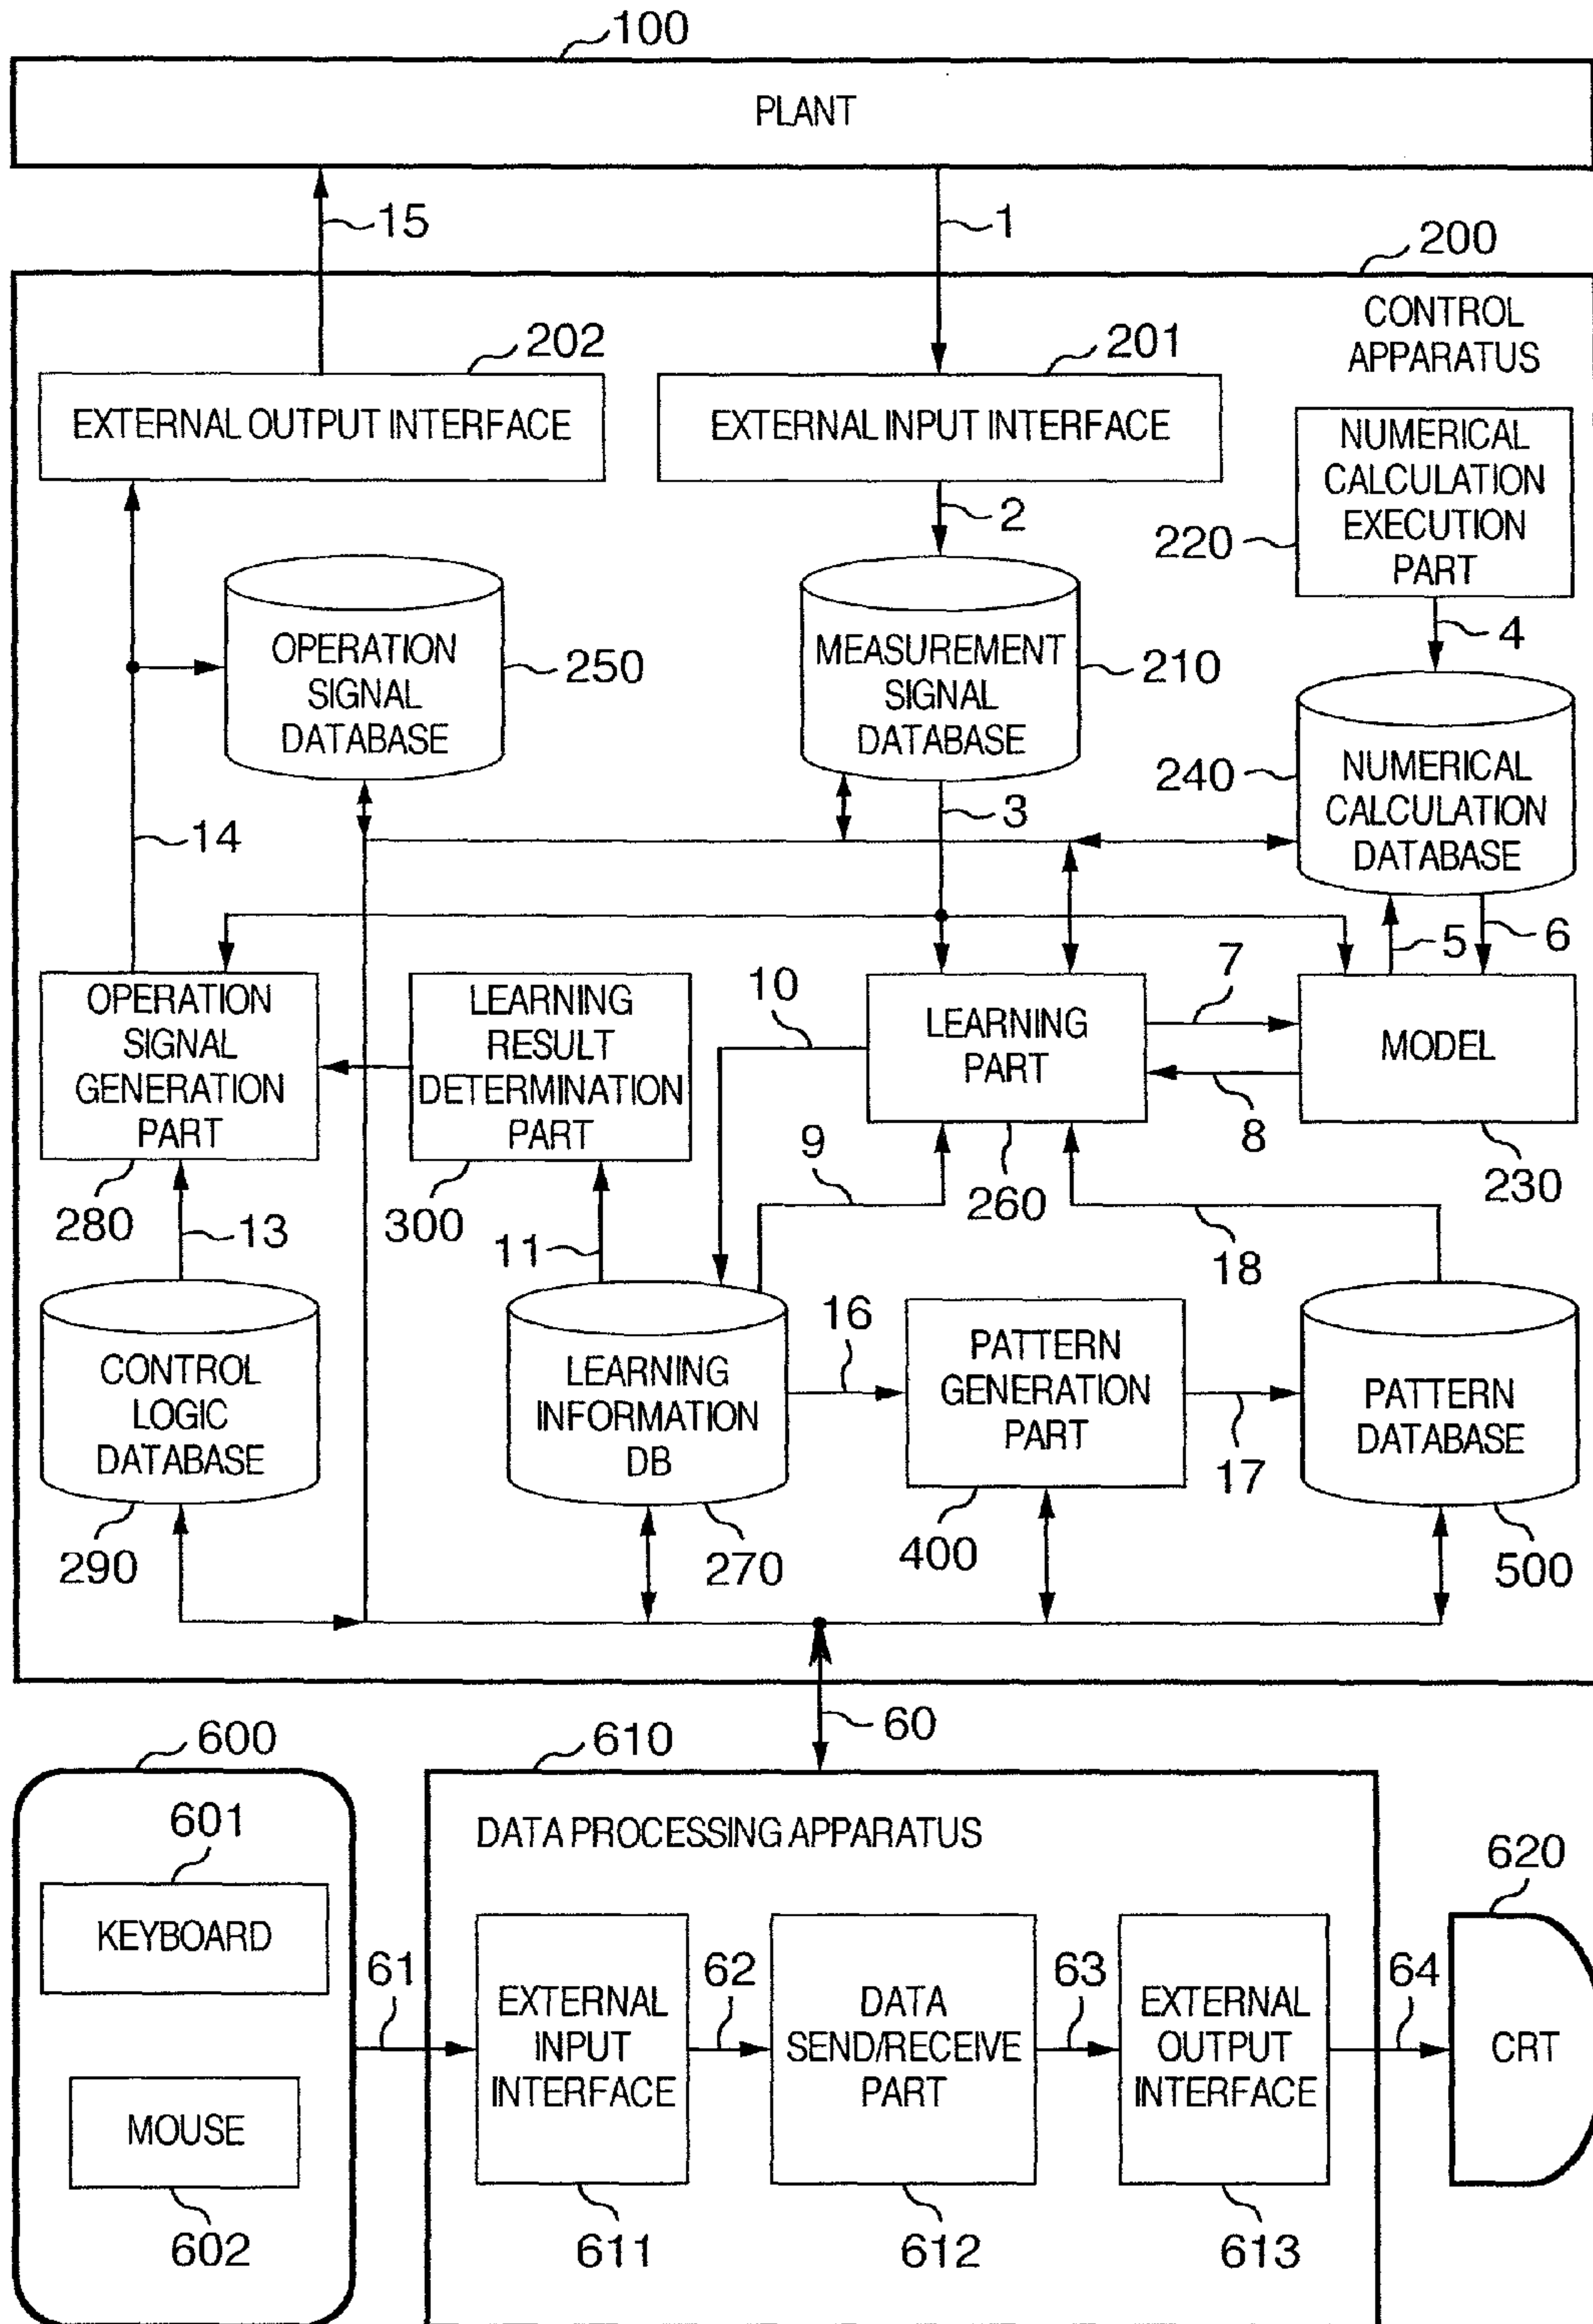 100
PLANT
15
1
200
CONTROL
APPARATUS
202
201
EXTERNAL OUTPUT INTERFACE
EXTERNAL INPUT INTERFACE
NUMERICAL
CALCULATION
EXECUTION
PART
220
2
4
OPERATION
SIGNAL
DATABASE
250
MEASUREMENT
SIGNAL
DATABASE
210
240
NUMERICAL
CALCULATION
DATABASE
14
3
5
6
OPERATION
SIGNAL
GENERATION
PART
LEARNING
RESULT
DETERMINATION
PART
10
LEARNING
PART
7
MODEL
8
280
13
300
11
9
260
18
230
CONTROL
LOGIC
DATABASE
LEARNING
INFORMATION
DB
16
PATTERN
GENERATION
PART
17
PATTERN
DATABASE
290
270
400
500
60
600
610
601
KEYBOARD
MOUSE
602
61
DATA PROCESSING APPARATUS
EXTERNAL
INPUT
INTERFACE
62
DATA
SEND/RECEIVE
PART
63
EXTERNAL
OUTPUT
INTERFACE
64
620
CRT
611
612
613